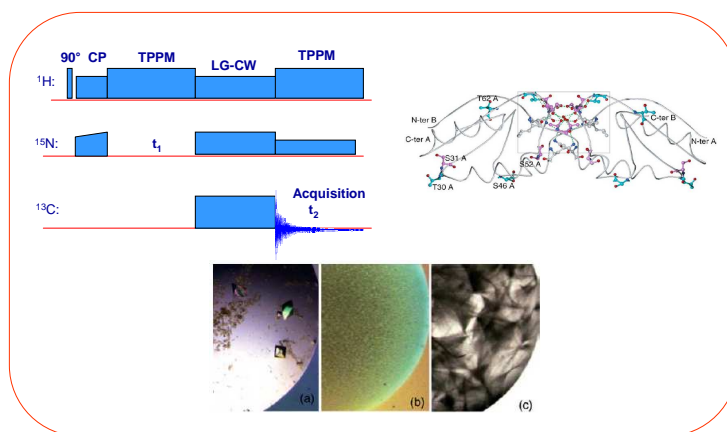 90° CP TPPM LG-CW TPPM
¹H:
¹⁵N:
t₁
¹³C:
Acquisition
t₂
T62 A
N-ter B
C-ter A
S31 A
T30 A
S46 A
S53 A
C-ter B
N-ter A
(a)
(b)
(c)